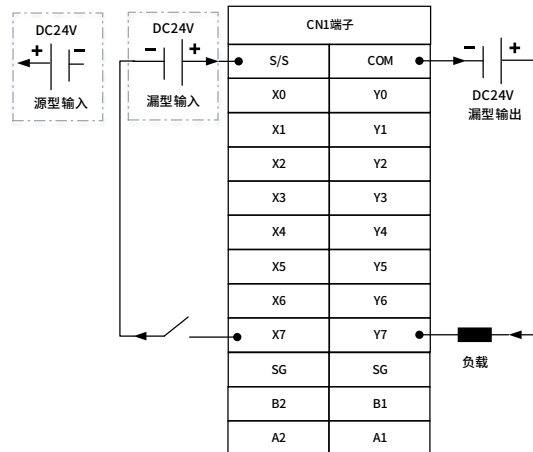 CN1端子
DC24V
+ -
源型输入
DC24V
- +
漏型输入
S/S COM
- +
DC24V
漏型输出
X0 Y0
X1 Y1
X2 Y2
X3 Y3
X4 Y4
X5 Y5
X6 Y6
X7 Y7
负载
SG SG
B2 B1
A2 A1